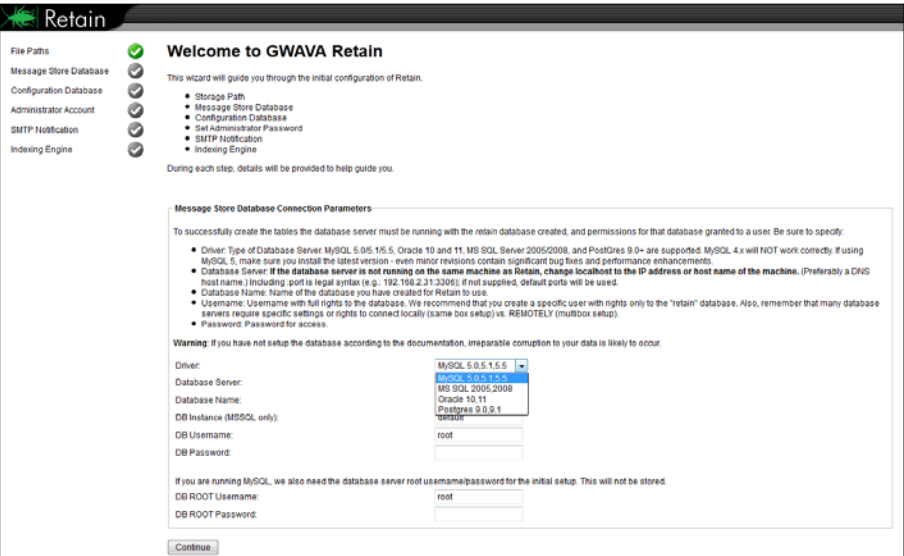 Retain
File Paths
Message Store Database
Configuration Database
Administrator Account
SMTP Notification
Indexing Engine
Welcome to GWAVA Retain
This wizard will guide you through the initial configuration of Retain.
Storage Path
Message Store Database
Configuration Database
Set Administrator Password
SMTP Notification
Indexing Engine
During each step, details will be provided to help guide you.
Message Store Database Connection Parameters
To successfully create the tables the database server must be running with the retain database created, and permissions for that database granted to a user. Be sure to specify:
Driver: Type of Database Server. MySQL 5.0/5.1/5.5, Oracle 10 and 11, MS SQL Server 2005/2008, and PostGres 9.0+ are supported. MySQL 4.x will NOT work correctly. If using
MySQL 5, make sure you install the latest version - even minor revisions contain significant bug fixes and performance enhancements.
Database Server: If the database server is not running on the same machine as Retain, change localhost to the IP address or host name of the machine. (Preferably a DNS
host name.) Including :port is legal syntax (e.g.: 192.168.2.31:3306); if not supplied, default ports will be used.
Database Name: Name of the database you have created for Retain to use.
Username: Username with full rights to the database. We recommend that you create a specific user with rights only to the "retain" database. Also, remember that many database
servers require specific settings or rights to connect locally (same box setup) vs. REMOTELY (multibox setup).
Password: Password for access.
Warning: If you have not setup the database according to the documentation, irreparable corruption to your data is likely to occur.
Driver: MySQL 5.0,5.1,5.5
MySQL 5.0,5.1,5.5
Database Server:
MS SQL 2005,2008
Database Name: Oracle 10,11
Postgres 9.0,9.1
DB Instance (MSSQL only): default
DB Username: root
DB Password:
If you are running MySQL, we also need the database server root username/password for the initial setup. This will not be stored.
DB ROOT Username: root
DB ROOT Password:
Continue